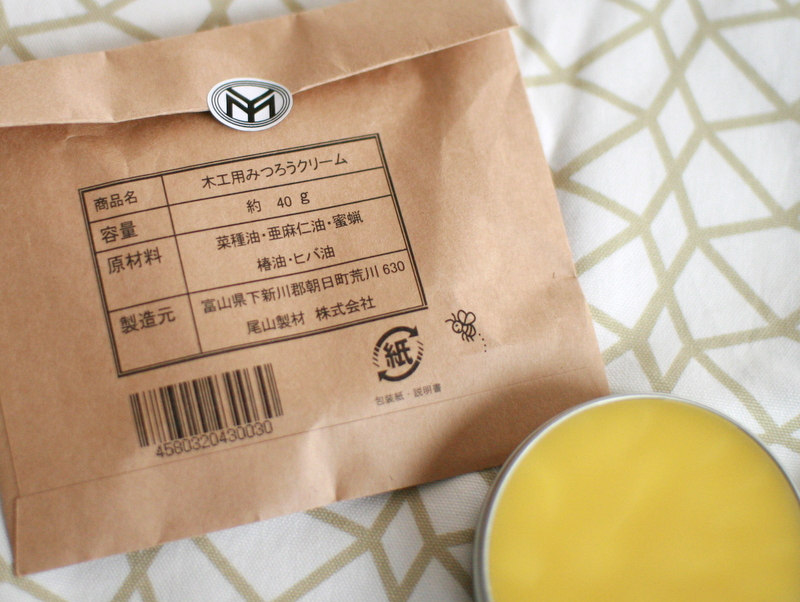 商品名 木工用みつろうクリーム
容量 約 40 g
原材料 菜種油・亜麻仁油・蜜蝋
椿油・ヒバ油
製造元 富山県下新川郡朝日町荒川 630
尾山製材 株式会社
紙
包装紙・説明書
4580320430030